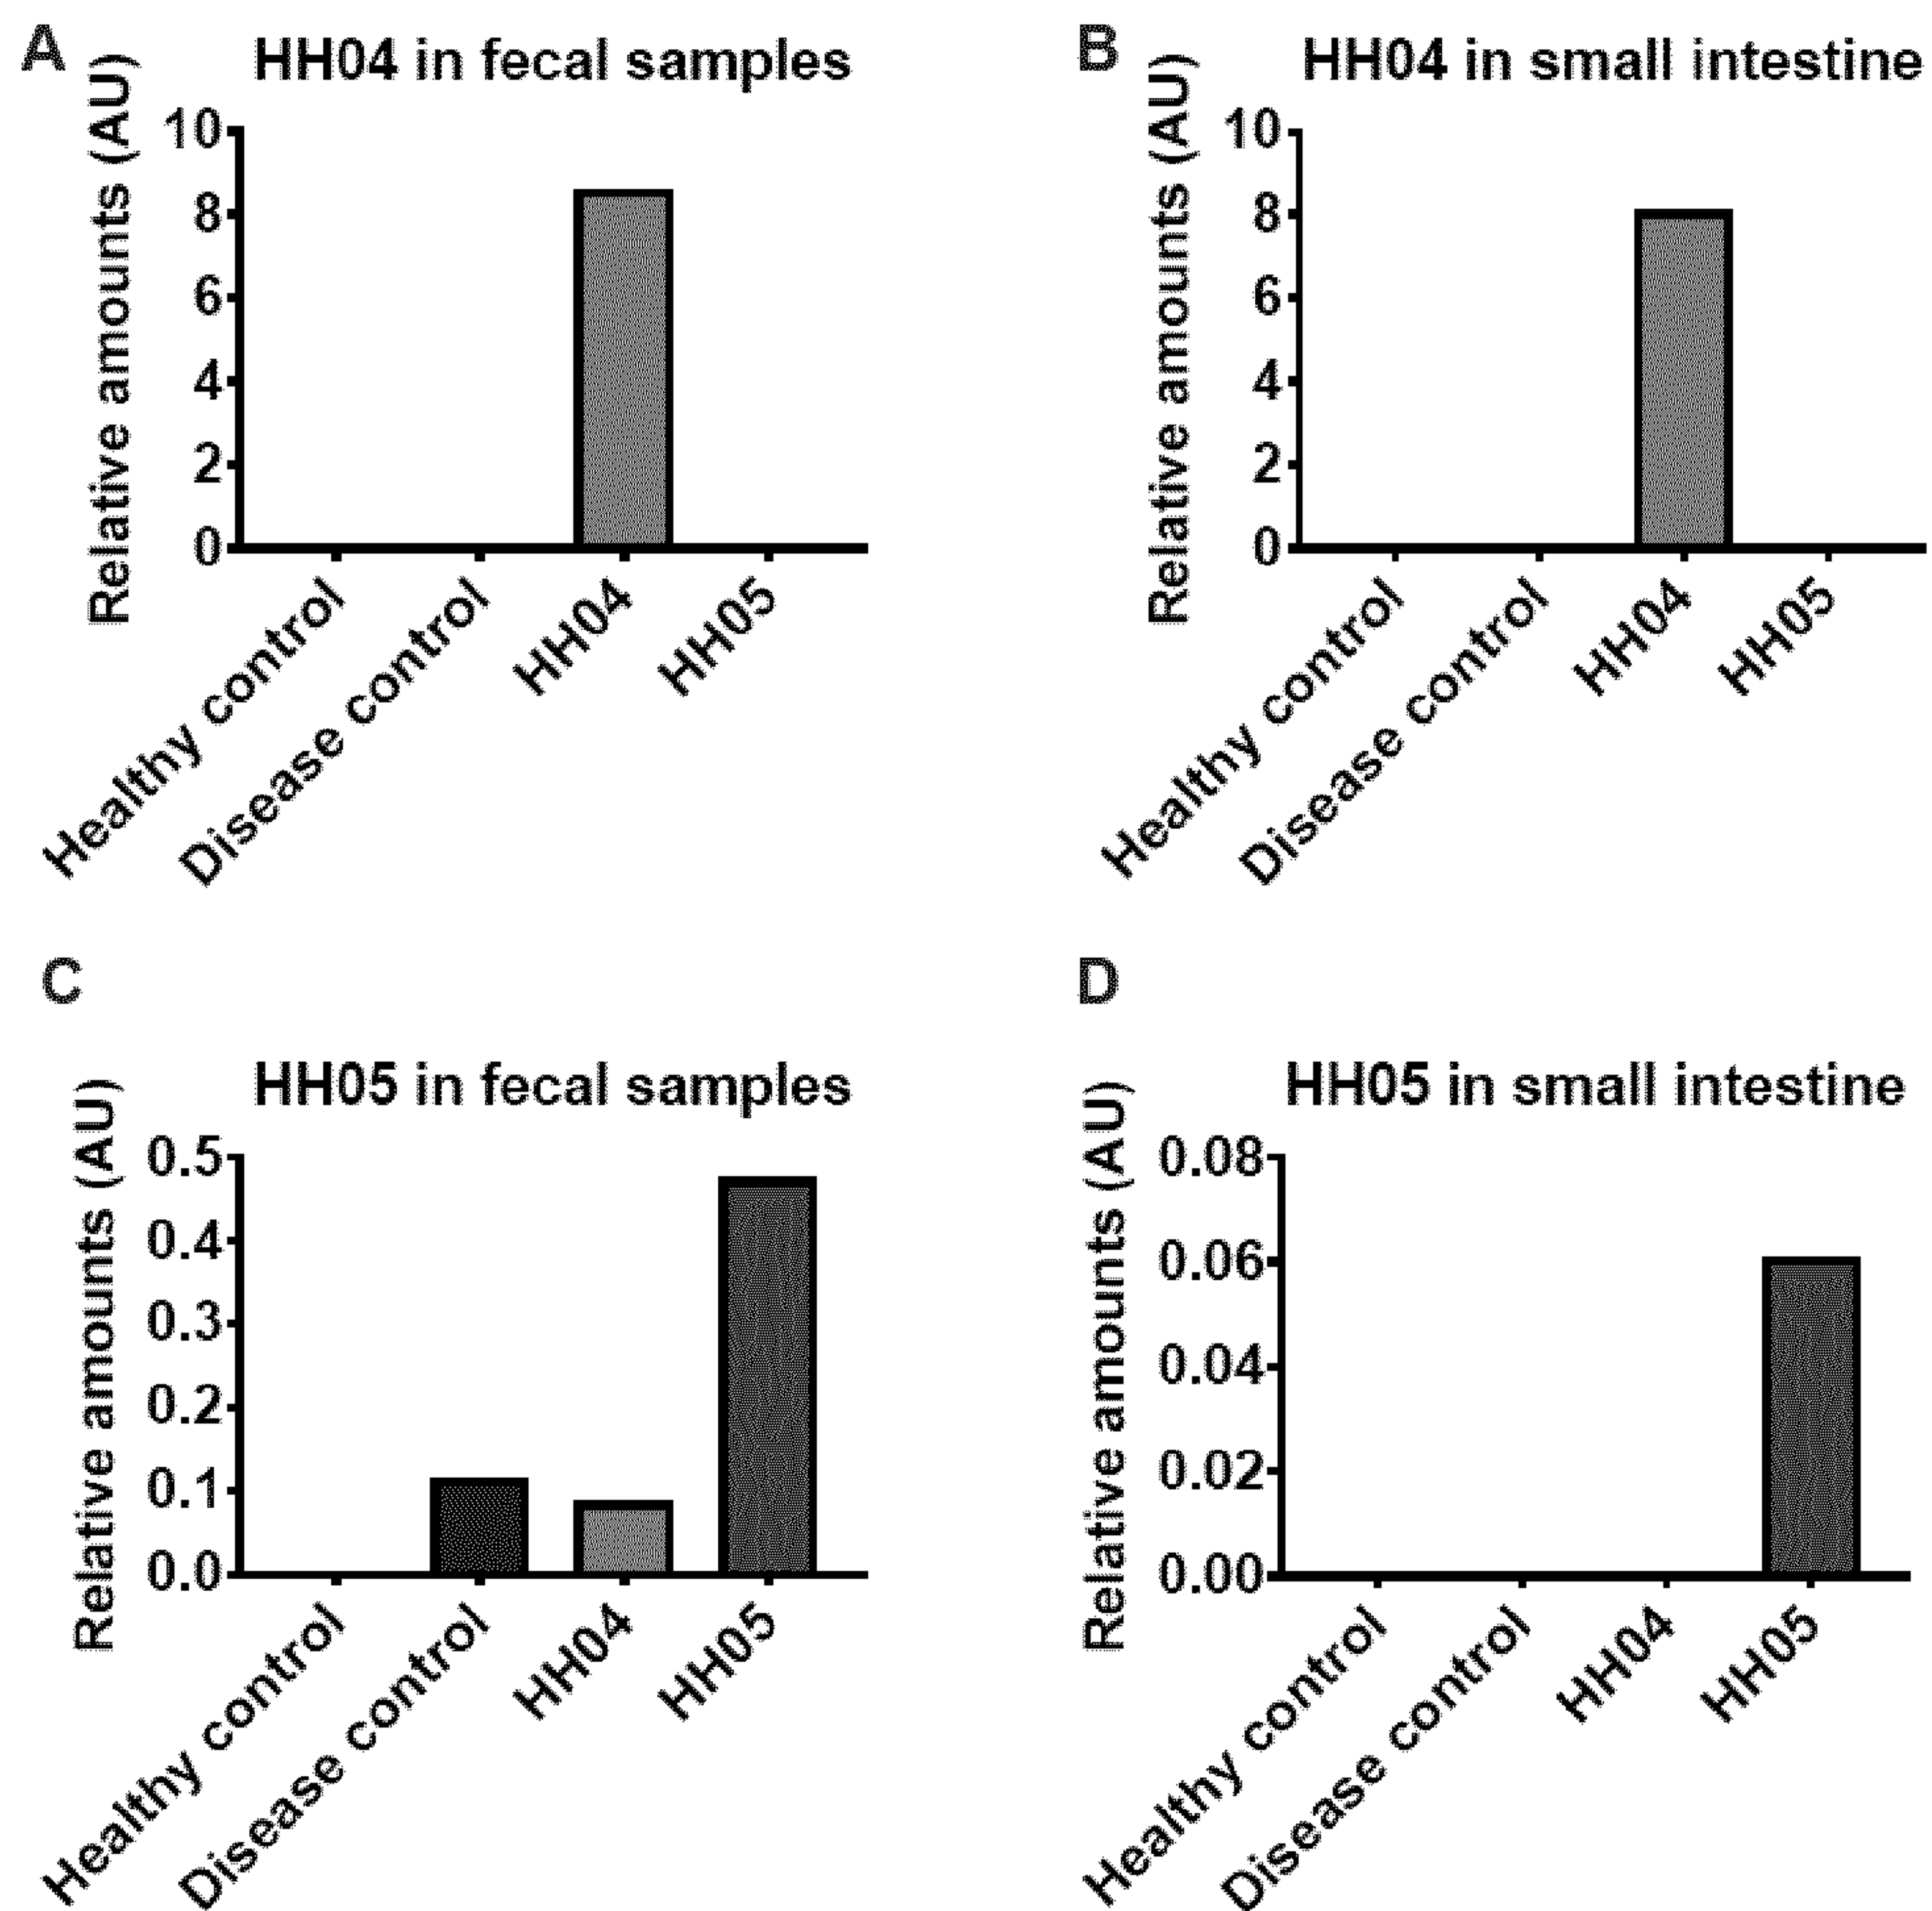 A
HH04 in fecal samples
Relative amounts (AU)
10
8
6
4
2
0
Healthy control
Disease control
HH04
HH05
B
HH04 in small intestine
Relative amounts (AU)
10
8
6
4
2
0
Healthy control
Disease control
HH04
HH05
C
HH05 in fecal samples
Relative amounts (AU)
0.5
0.4
0.3
0.2
0.1
0.0
Healthy control
Disease control
HH04
HH05
D
HH05 in small intestine
Relative amounts (AU)
0.08
0.06
0.04
0.02
0.00
Healthy control
Disease control
HH04
HH05